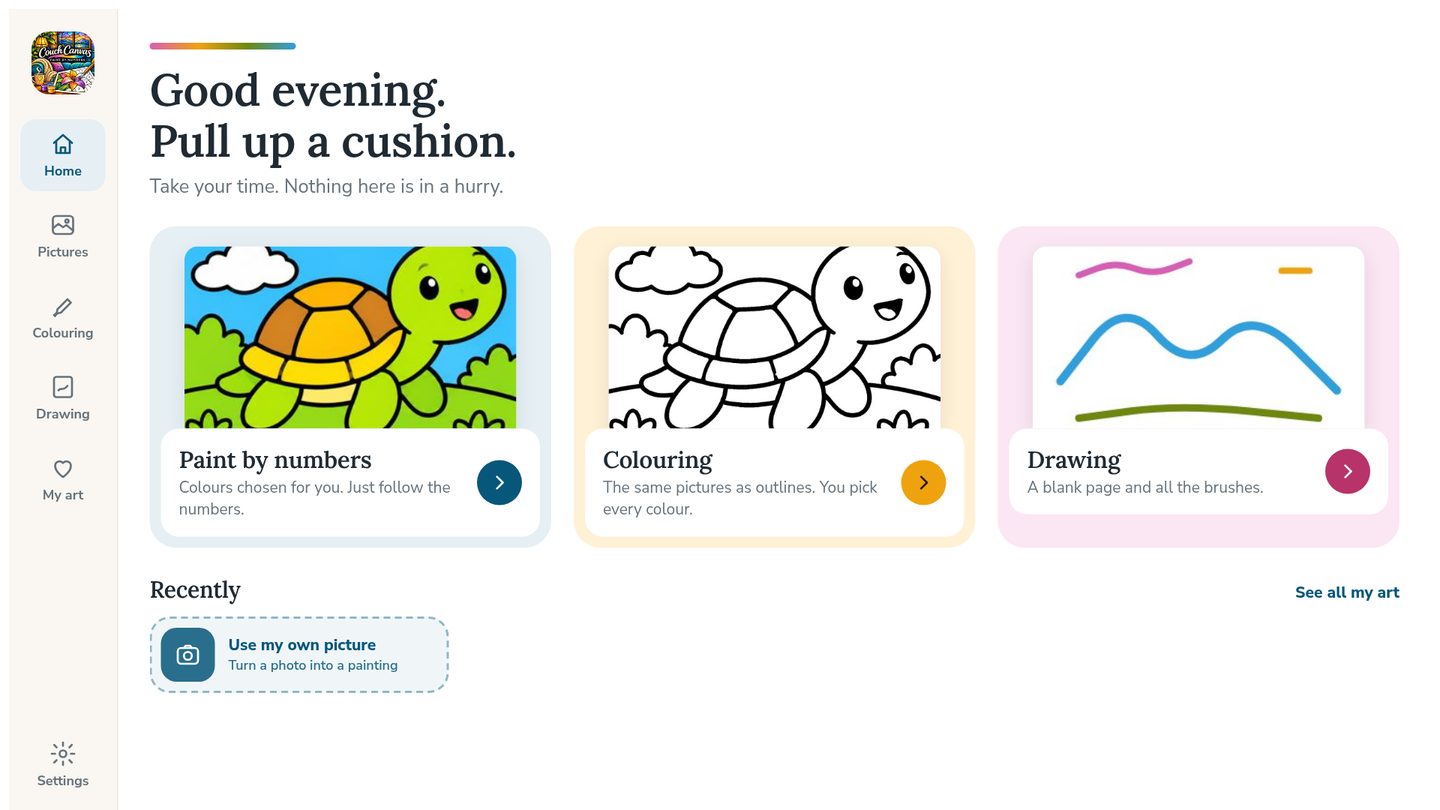 Couch Canvas
PAINT BY NUMBERS
Good evening.
Pull up a cushion.
Take your time. Nothing here is in a hurry.
Home
Pictures
Colouring
Drawing
My art
Settings
Paint by numbers
Colours chosen for you. Just follow the
numbers.
Colouring
The same pictures as outlines. You pick
every colour.
Drawing
A blank page and all the brushes.
Recently
See all my art
Use my own picture
Turn a photo into a painting